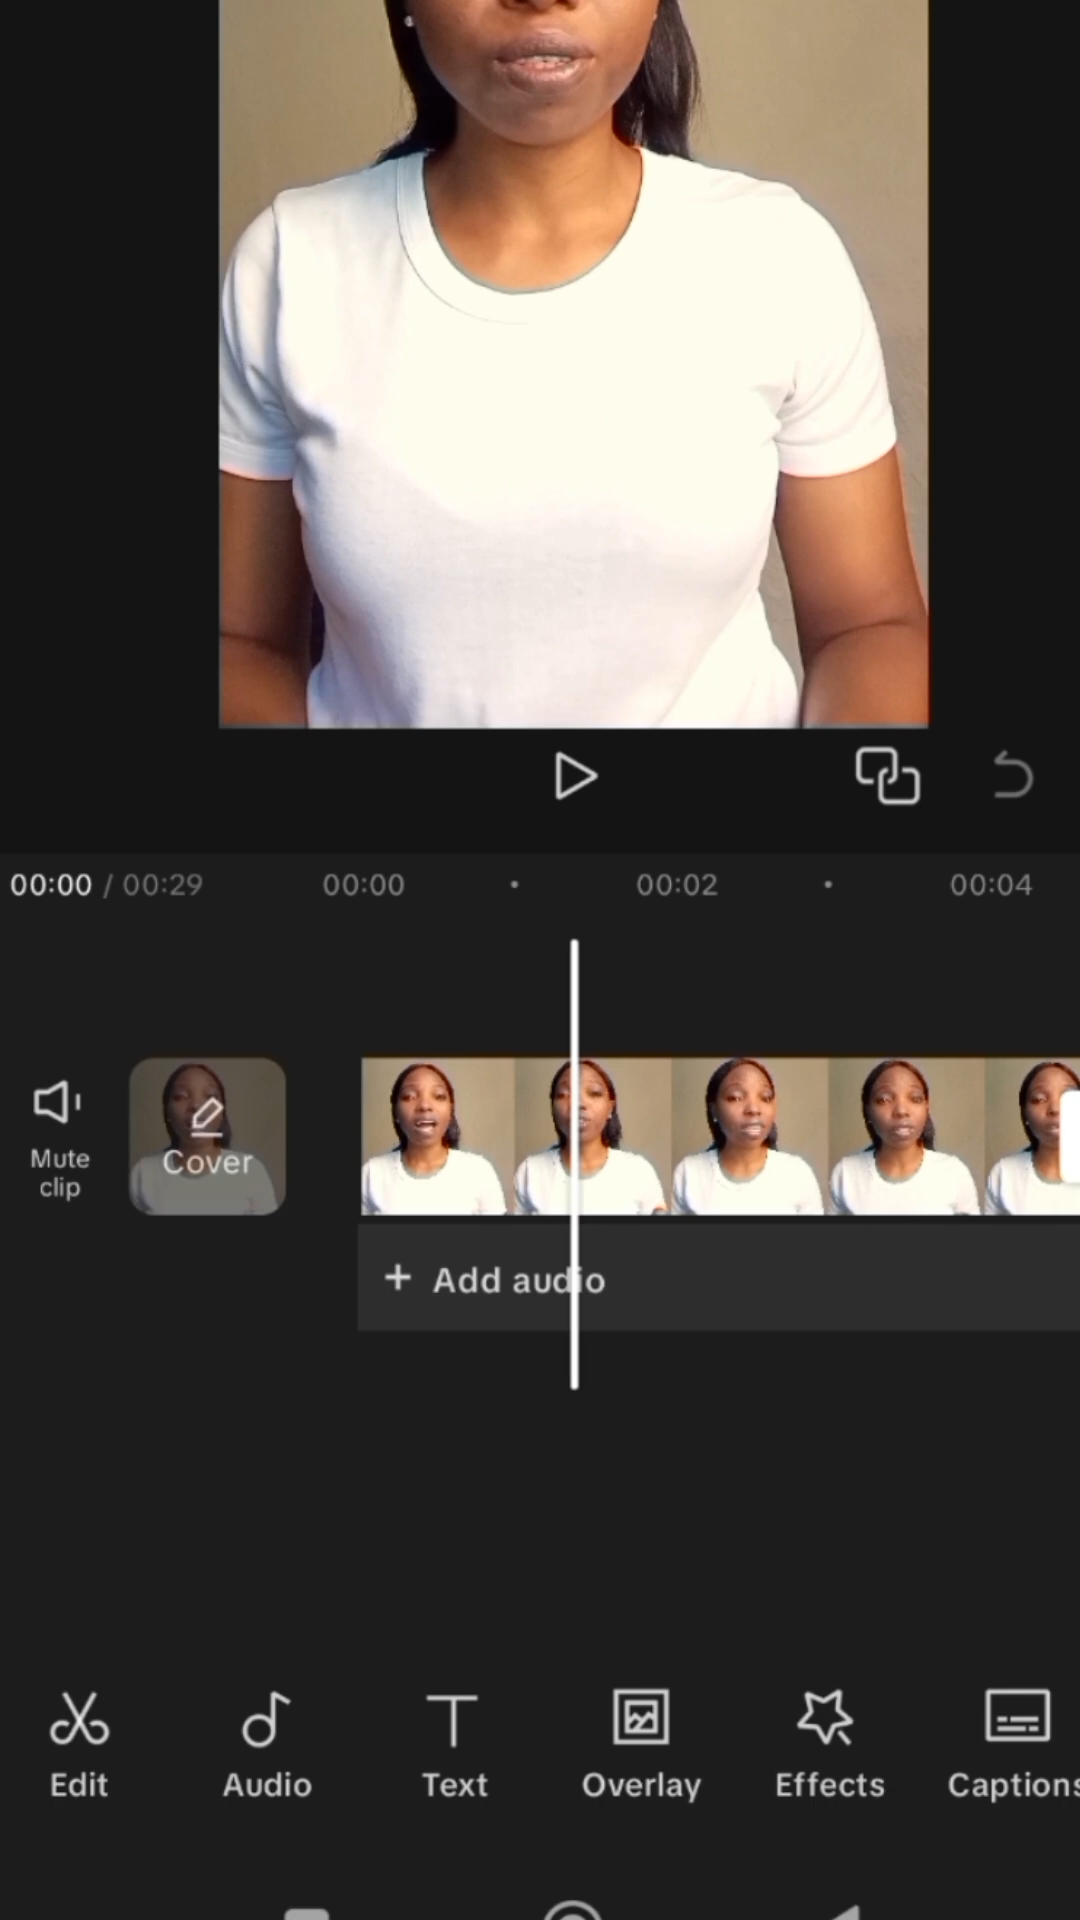 00:00 / 00:29 00:00 00:02 00:04
Mute
clip
Cover
+ Add audio
Edit Audio Text Overlay Effects Captions